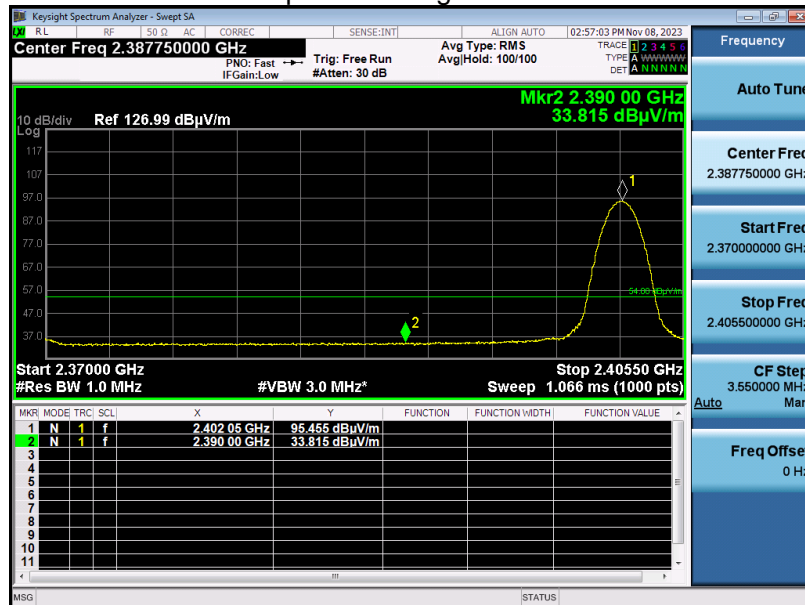 Keysight Spectrum Analyzer - Swept SA
LXI RL RF 50 Ω AC CORREC SENSE:INT ALIGN AUTO 02:57:03 PM Nov 08, 2023
Center Freq 2.387750000 GHz
PNO: Fast
IFGain:Low
Trig: Free Run
#Atten: 30 dB
Avg Type: RMS
Avg|Hold: 100/100
TRACE 1 2 3 4 5 6
TYPE A WWWWW
DET A N N N N N
Mkr2 2.390 00 GHz
33.815 dBµV/m
10 dB/div Ref 126.99 dBµV/m
Log
117
107
97.0
87.0
77.0
67.0
57.0
47.0
37.0
1
54.00 dBµV/m
2
Start 2.37000 GHz Stop 2.40550 GHz
#Res BW 1.0 MHz #VBW 3.0 MHz* Sweep 1.066 ms (1000 pts)
MKR MODE TRC SCL X Y FUNCTION FUNCTION WIDTH FUNCTION VALUE
1 N 1 f 2.402 05 GHz 95.455 dBµV/m
2 N 1 f 2.390 00 GHz 33.815 dBµV/m
3
4
5
6
7
8
9
10
11
MSG STATUS
Frequency
Auto Tune
Center Freq
2.387750000 GHz
Start Freq
2.370000000 GHz
Stop Freq
2.405500000 GHz
CF Step
3.550000 MHz
Auto Man
Freq Offset
0 Hz